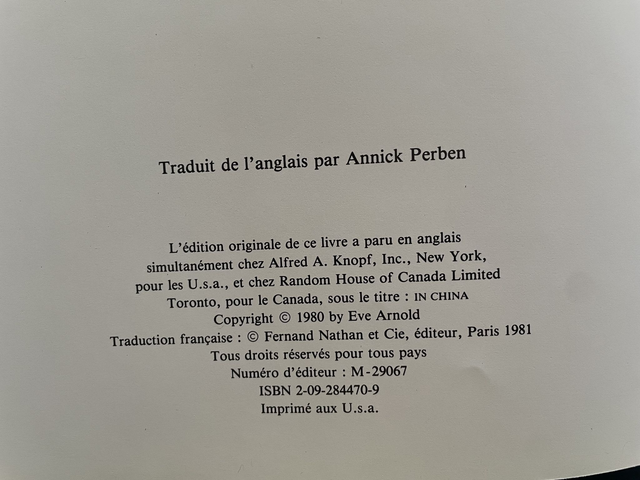 Traduit de l'anglais par Annick Perben
L'édition originale de ce livre a paru en anglais
simultanément chez Alfred A. Knopf, Inc., New York,
pour les U.s.a., et chez Random House of Canada Limited
Toronto, pour le Canada, sous le titre : IN CHINA
Copyright © 1980 by Eve Arnold
Traduction française : © Fernand Nathan et Cie, éditeur, Paris 1981
Tous droits réservés pour tous pays
Numéro d'éditeur : M-29067
ISBN 2-09-284470-9
Imprimé aux U.s.a.